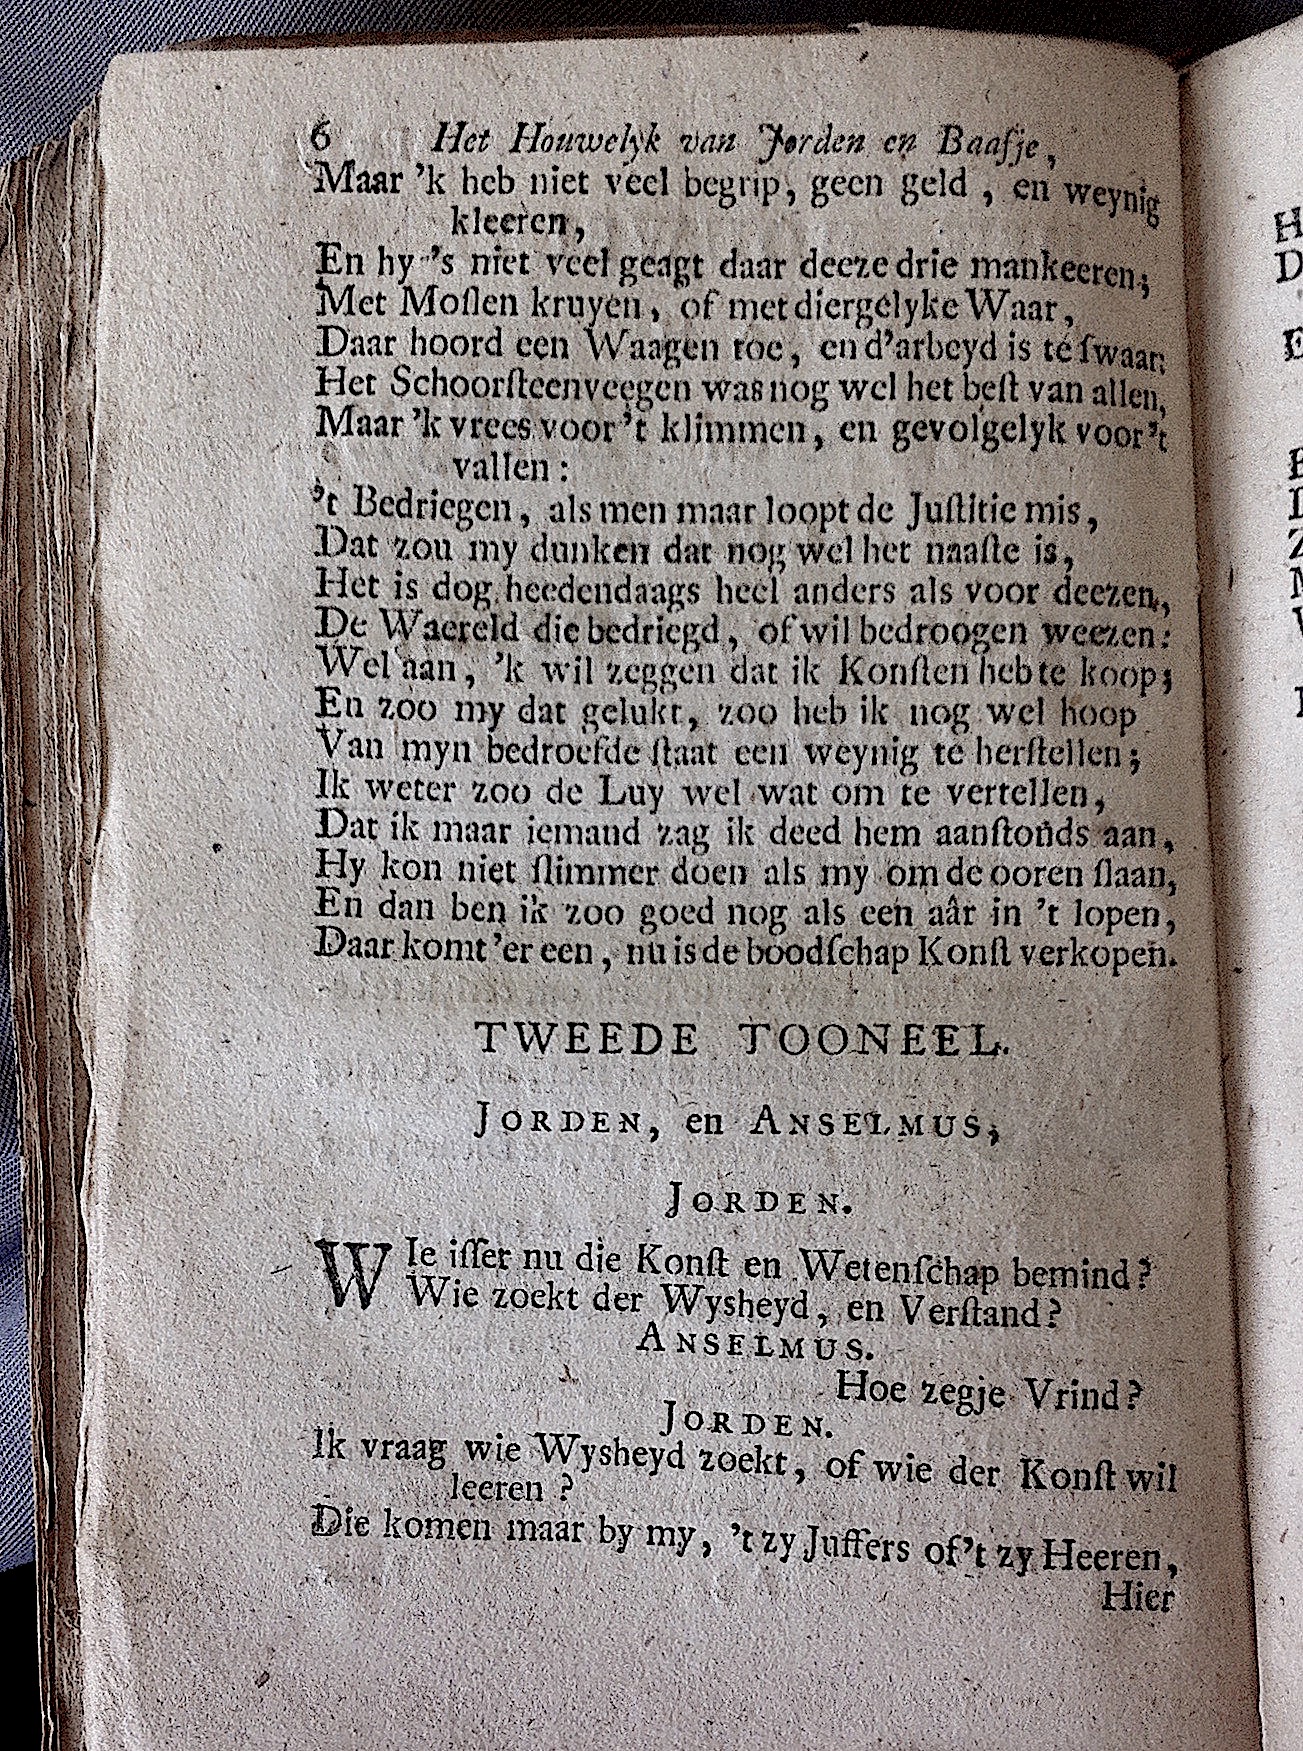 6 Het Houwelyk van Jorden en Baasje,
Maar 'k heb niet veel begrip, geen geld, en weynig
kleeren,
En hy 's niet veel geagt daar deeze drie mankeeren;
Met Moſſen kruyen, of met diergelyke Waar,
Daar hoord een Waagen toe, en d'arbeyd is te ſwaar;
Het Schoorſteenveegen was nog wel het beſt van allen,
Maar 'k vrees voor 't klimmen, en gevolgelyk voor 't
vallen:
't Bedriegen, als men maar loopt de Juſtitie mis,
Dat zou my dunken dat nog wel het naaſte is,
Het is dog heedendaags heel anders als voor deezen,
De Waereld die bedriegd, of wil bedroogen weezen:
Wel aan, 'k wil zeggen dat ik Konſten heb te koop;
En zoo my dat gelukt, zoo heb ik nog wel hoop
Van myn bedroefde ſtaat een weynig te herſtellen;
Ik weter zoo de Luy wel wat om te vertellen,
Dat ik maar iemand zag ik deed hem aanſtonds aan,
Hy kon niet ſlimmer doen als my om de ooren ſlaan,
En dan ben ik zoo goed nog als een aâr in 't lopen,
Daar komt 'er een, nu is de boodſchap Konſt verkopen.
TWEEDE TOONEEL.
JORDEN, en ANSELMUS,
JORDEN.
WIe iſſer nu die Konſt en Wetenſchap bemind?
Wie zoekt der Wysheyd, en Verſtand?
ANSELMUS.
Hoe zegje Vrind?
JORDEN.
Ik vraag wie Wysheyd zoekt, of wie der Konſt wil
leeren?
Die komen maar by my, 't zy Juffers of 't zy Heeren,
Hier